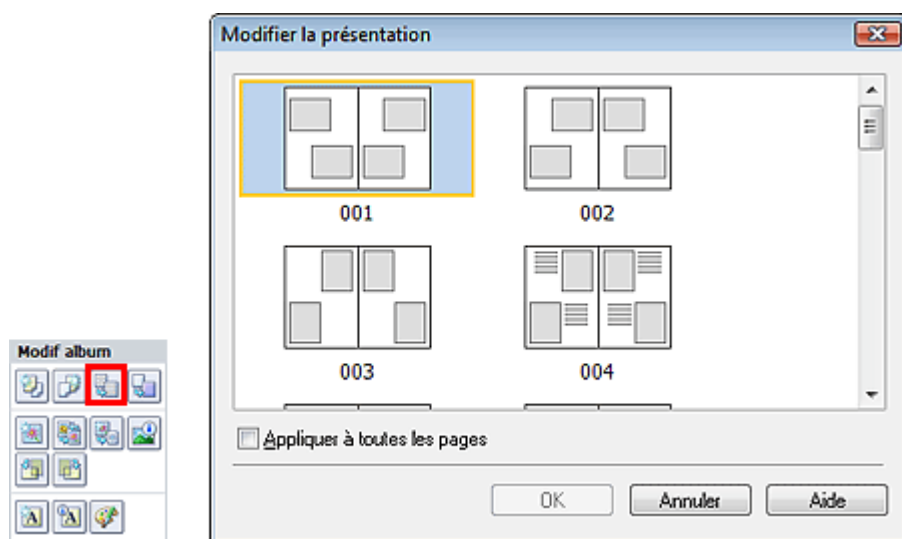 Modifier la présentation
001
002
003
004
Appliquer à toutes les pages
OK
Annuler
Aide
Modif album